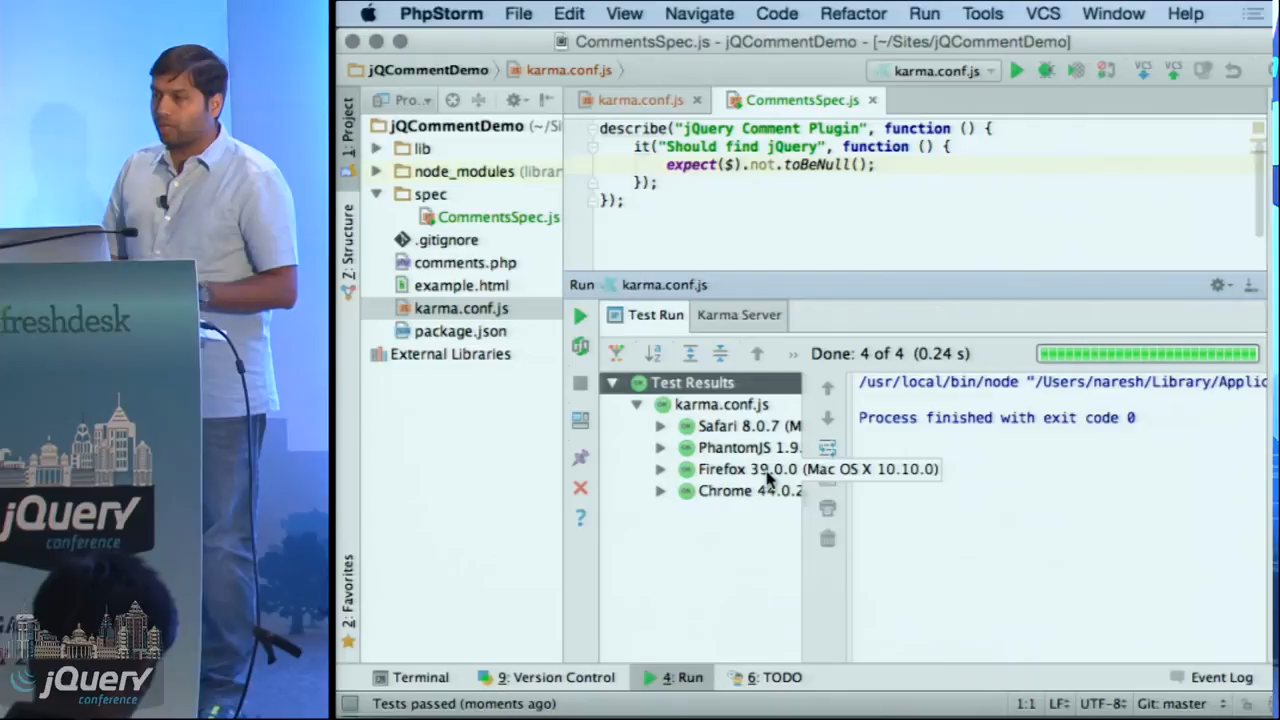 freshdesk
jQuery
conference
jQuery
conference
PhpStorm File Edit View Navigate Code Refactor Run Tools VCS Window Help
CommentsSpec.js - jQCommentDemo - [~/Sites/jQCommentDemo]
jQCommentDemo karma.conf.js karma.conf.js VCS VCS
1: Project Pro.. karma.conf.js CommentsSpec.js
jQCommentDemo (~/Si
lib
node_modules (librar
spec
CommentsSpec.js
.gitignore
comments.php
example.html
karma.conf.js
package.json
External Libraries
Z: Structure
2: Favorites
describe("jQuery Comment Plugin", function () {
it("Should find jQuery", function () {
expect($).not.toBeNull();
});
});
Run karma.conf.js
Test Run Karma Server
Done: 4 of 4 (0.24 s)
Test Results
karma.conf.js
Safari 8.0.7 (M
PhantomJS 1.9.
Firefox 39.0.0 (Mac OS X 10.10.0)
Chrome 44.0.2
/usr/local/bin/node "/Users/naresh/Library/Applic
Process finished with exit code 0
Terminal 9: Version Control 4: Run 6: TODO Event Log
Tests passed (moments ago) 1:1 LF UTF-8 Git: master